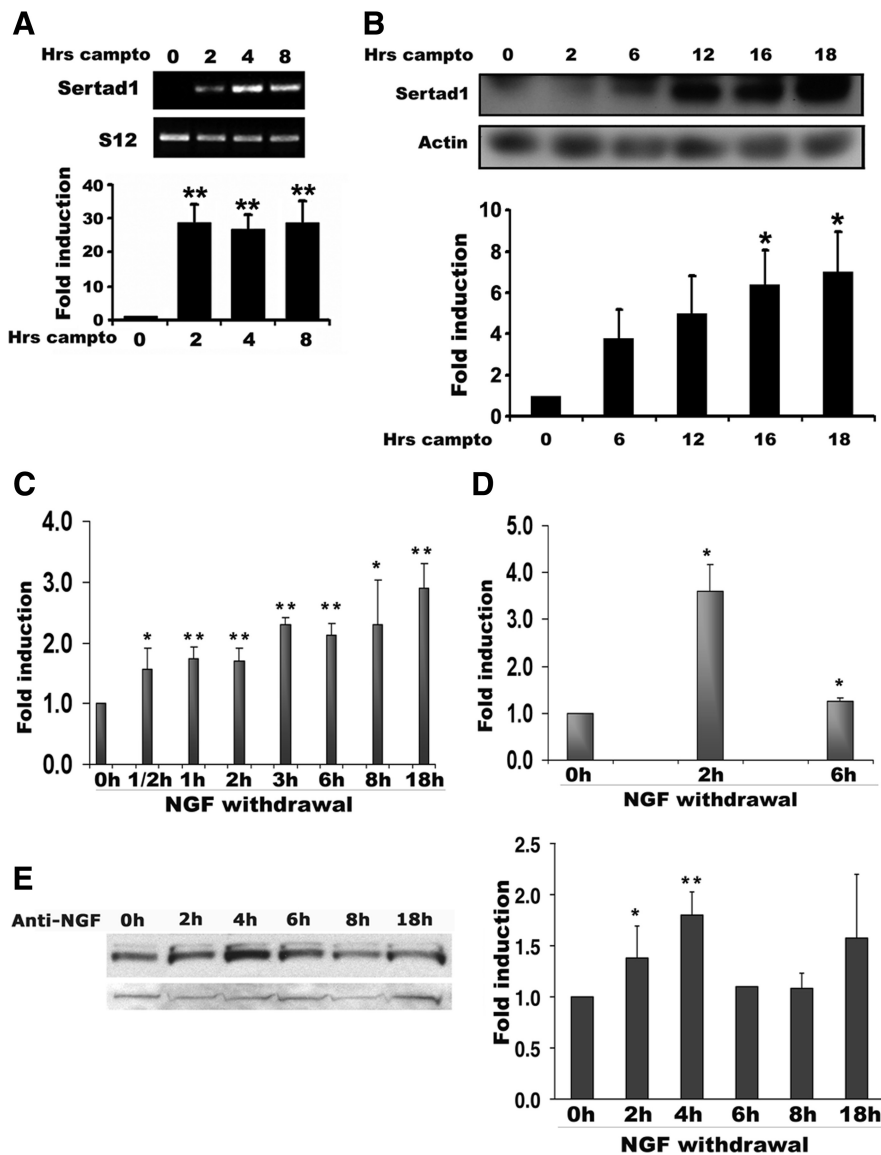 A
Hrs campto 0 2 4 8
Sertad1
S12
40
30
20
10
0
Fold induction
** ** **
Hrs campto 0 2 4 8
B
Hrs campto 0 2 6 12 16 18
Sertad1
Actin
10
8
6
4
2
0
Fold induction
* *
Hrs campto 0 6 12 16 18
C
4.0
3.0
2.0
1.0
0.0
Fold induction
* ** ** ** ** * **
0h 1/2h 1h 2h 3h 6h 8h 18h
NGF withdrawal
D
5.0
4.0
3.0
2.0
1.0
0.0
Fold induction
* *
0h 2h 6h
NGF withdrawal
E
Anti-NGF 0h 2h 4h 6h 8h 18h
2.5
2.0
1.5
1.0
0.5
0.0
Fold induction
* **
0h 2h 4h 6h 8h 18h
NGF withdrawal